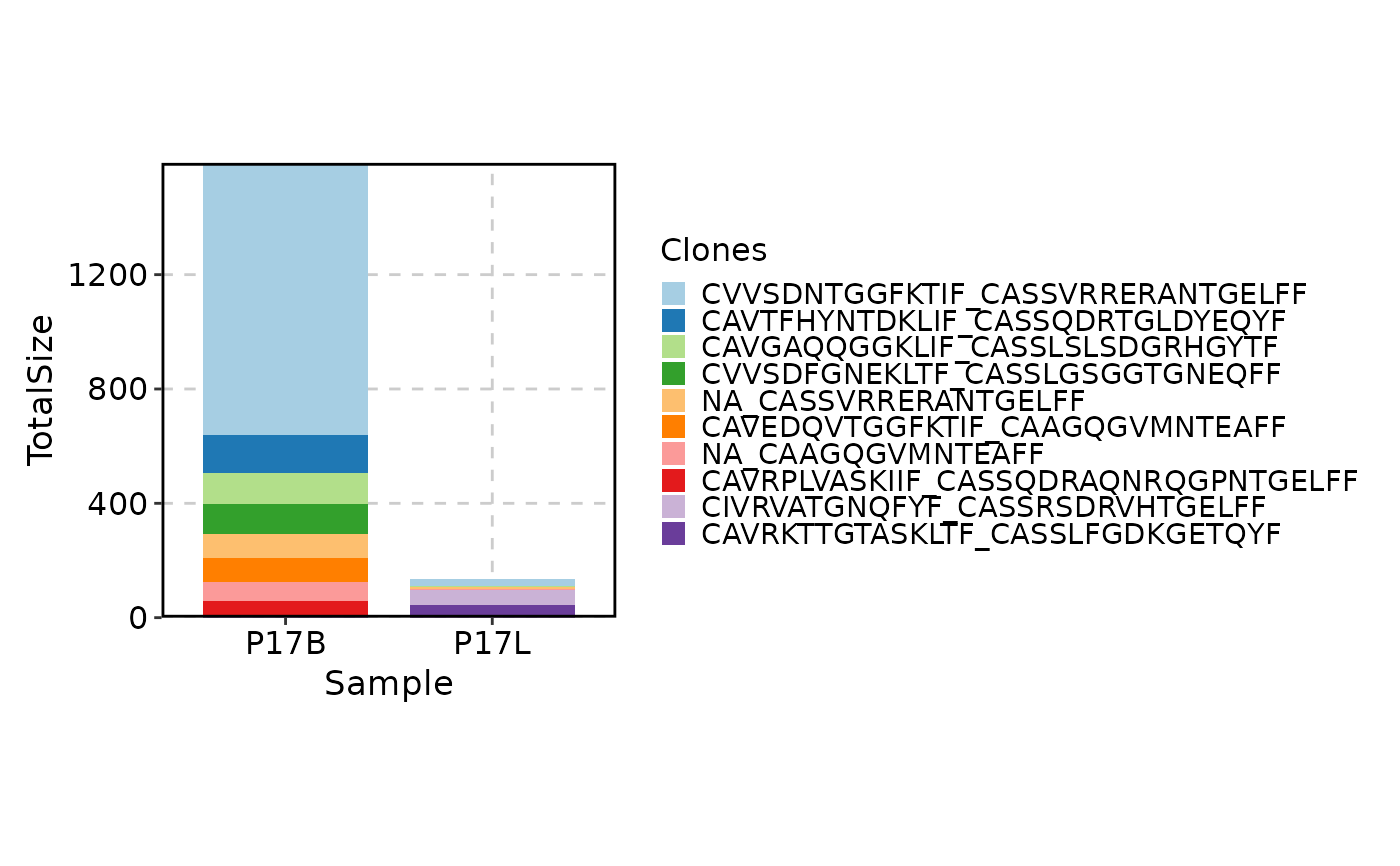 TotalSize
1200
800
400
0
P17B P17L
Sample
Clones
CVVSDNTGGFKTIF_CASSVRRERANTGELFF
CAVTFHYNTDKLIF_CASSQDRTGLDYEQYF
CAVGAQQGGKLIF_CASSLSLSDGRHGYTF
CVVSDFGNEKLTF_CASSLGSGGTGNEQFF
NA_CASSVRRERANTGELFF
CAVEDQVTGGFKTIF_CAAGQGVMNTEAFF
NA_CAAGQGVMNTEAFF
CAVRPLVASKIIF_CASSQDRAQNRQGPNTGELFF
CIVRVATGNQFYF_CASSRSDRVHTGELFF
CAVRKTTGTASKLTF_CASSLFGDKGETQYF